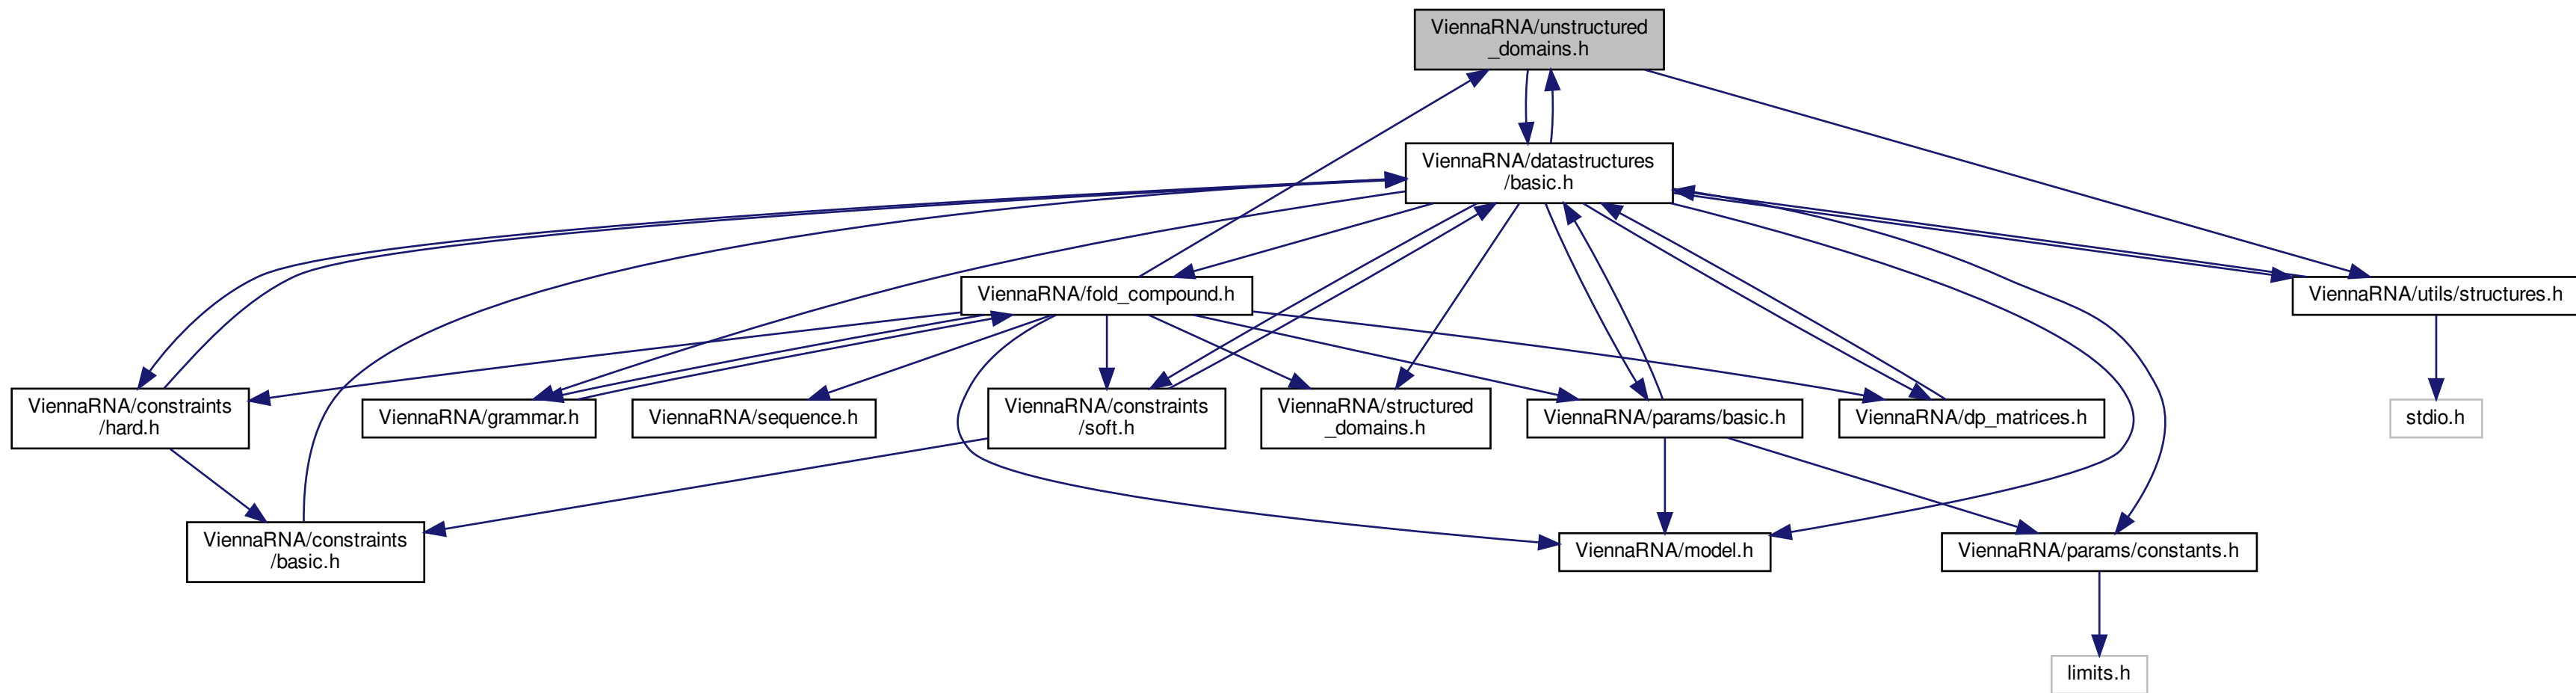 ViennaRNA/unstructured
_domains.h
ViennaRNA/datastructures
/basic.h
ViennaRNA/fold_compound.h
ViennaRNA/utils/structures.h
ViennaRNA/constraints
/hard.h
ViennaRNA/grammar.h
ViennaRNA/sequence.h
ViennaRNA/constraints
/soft.h
ViennaRNA/structured
_domains.h
ViennaRNA/params/basic.h
ViennaRNA/dp_matrices.h
stdio.h
ViennaRNA/constraints
/basic.h
ViennaRNA/model.h
ViennaRNA/params/constants.h
limits.h